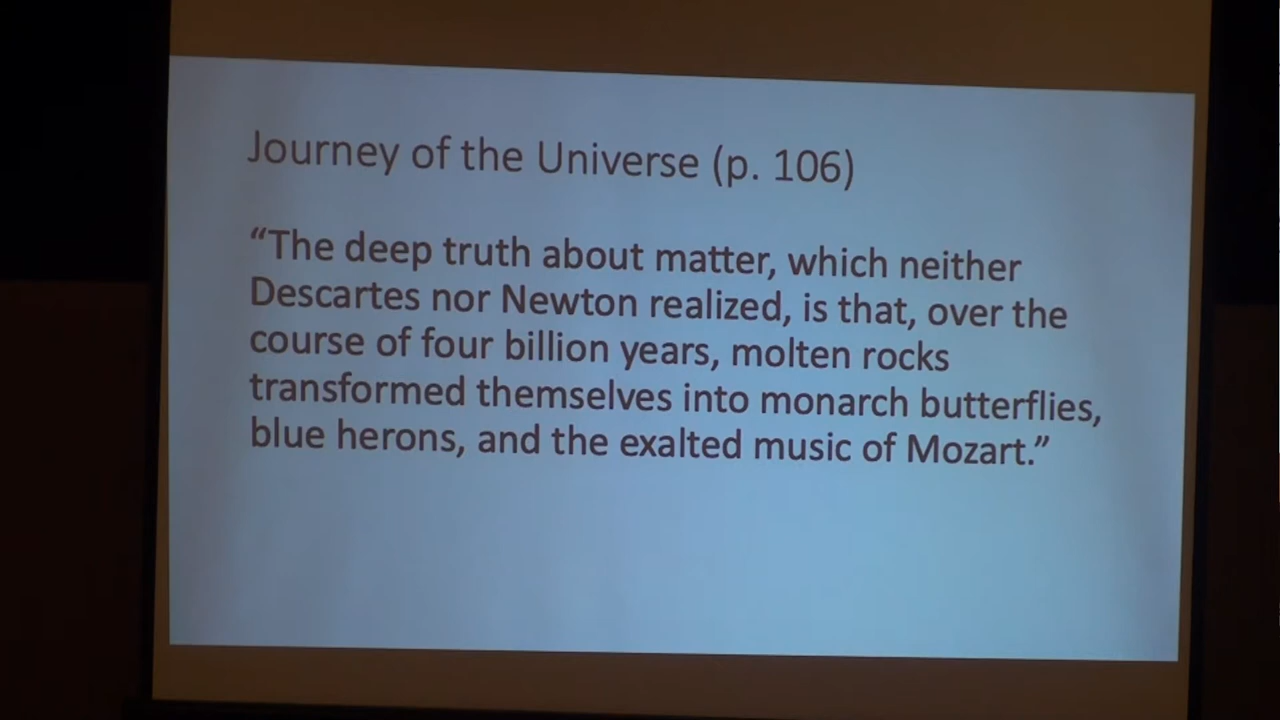 Journey of the Universe (p. 106)
“The deep truth about matter, which neither
Descartes nor Newton realized, is that, over the
course of four billion years, molten rocks
transformed themselves into monarch butterflies,
blue herons, and the exalted music of Mozart.”